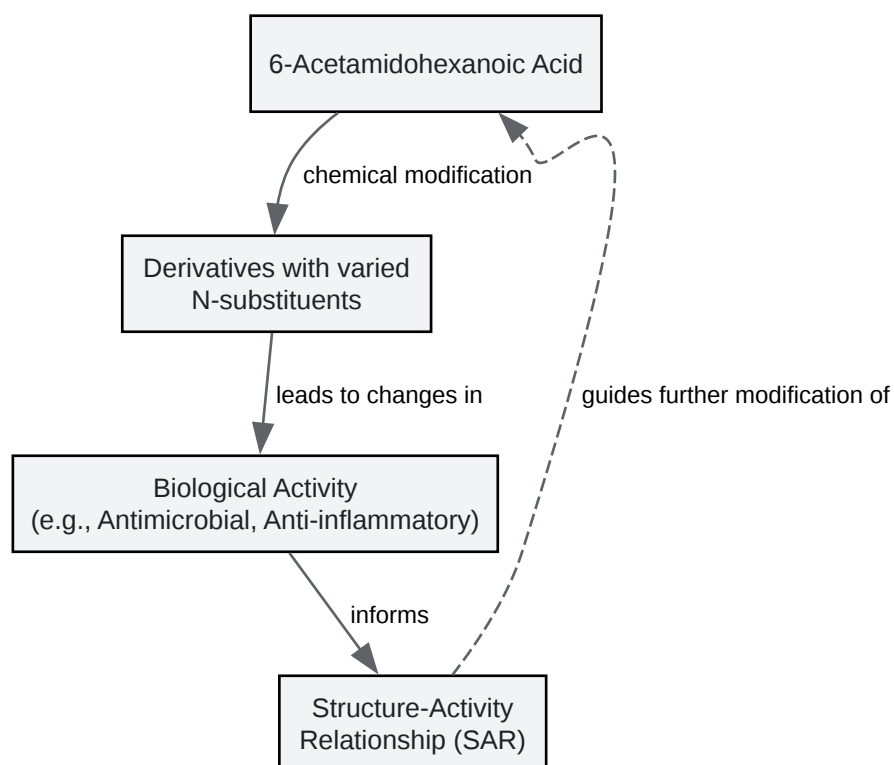 6-Acetamidohexanoic Acid
chemical modification
Derivatives with varied
N-substituents
leads to changes in
guides further modification of
Biological Activity
(e.g., Antimicrobial, Anti-inflammatory)
informs
Structure-Activity
Relationship (SAR)